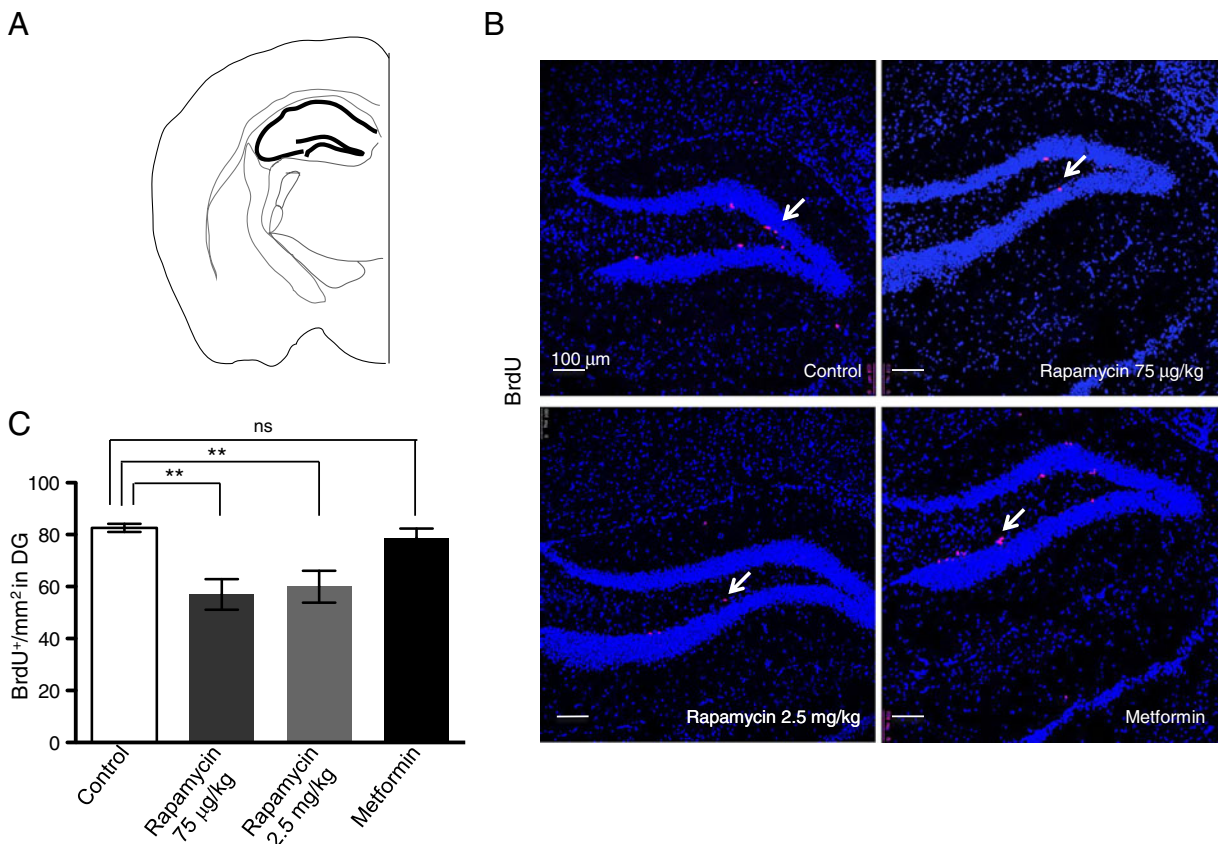 A
B
BrdU
100 μm
Control
Rapamycin 75 μg/kg
Rapamycin 2.5 mg/kg
Metformin
C
ns
**
**
BrdU+/mm² in DG
100
80
60
40
20
0
Control
Rapamycin
75 μg/kg
Rapamycin
2.5 mg/kg
Metformin